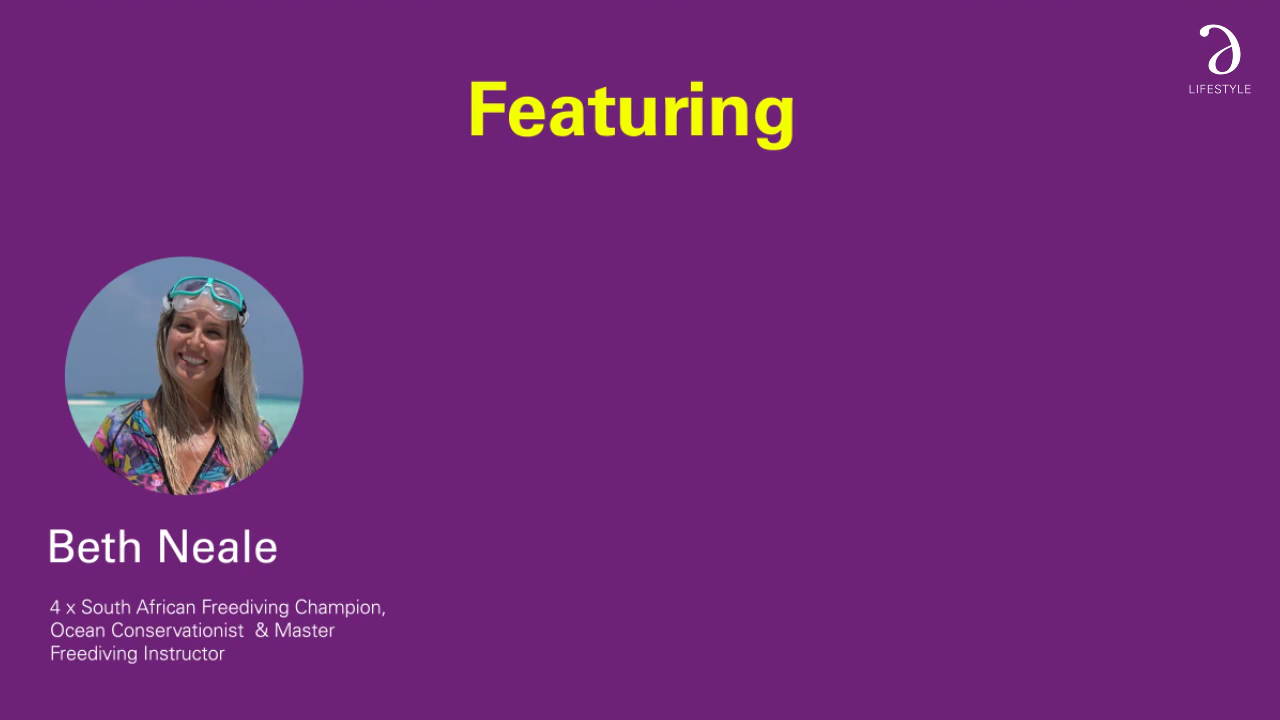 Featuring
LIFESTYLE
Beth Neale
4 x South African Freediving Champion,
Ocean Conservationist & Master
Freediving Instructor